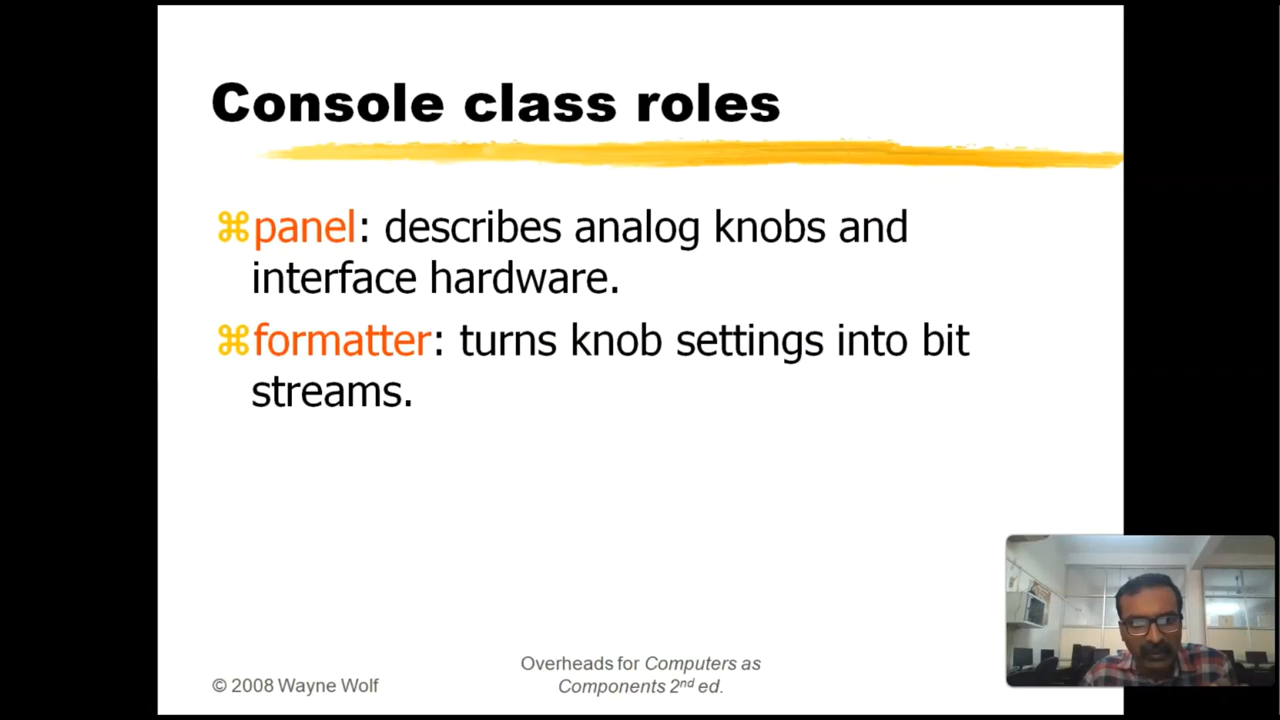 Console class roles
⌘panel: describes analog knobs and
interface hardware.
⌘formatter: turns knob settings into bit
streams.
Overheads for Computers as
Components 2nd ed.
© 2008 Wayne Wolf